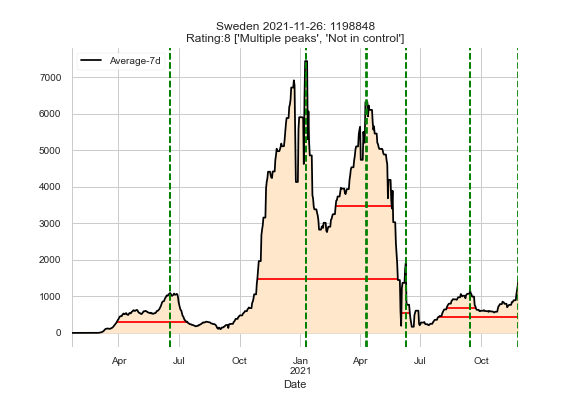 Sweden 2021-11-26: 1198848
Rating:8 ['Multiple peaks', 'Not in control']
Average-7d
7000
6000
5000
4000
3000
2000
1000
0
Apr Jul Oct Jan Apr Jul Oct
2021
Date